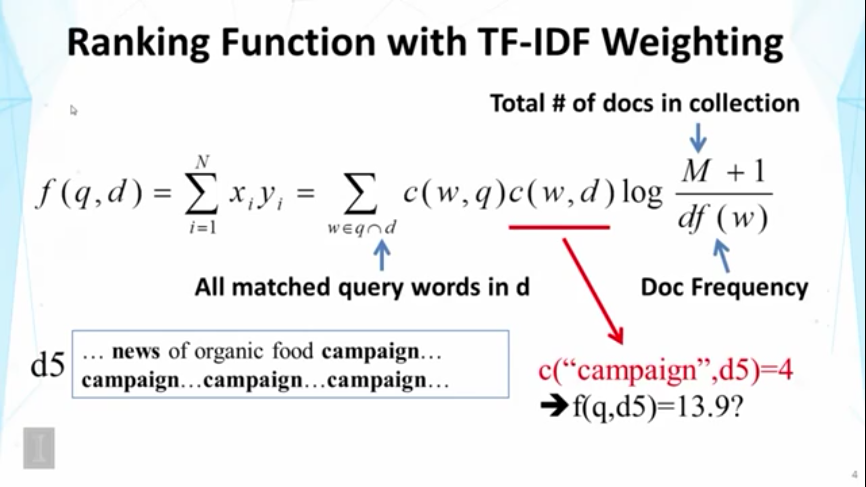 Ranking Function with TF-IDF Weighting
Total # of docs in collection
f(q,d) = \sum_{i=1}^{N} x_i y_i = \sum_{w∈q∩d} c(w,q)c(w,d) log \frac{M + 1}{df(w)}
All matched query words in d
Doc Frequency
d5
... news of organic food campaign...
campaign...campaign...campaign...
c(“campaign”,d5)=4
➔f(q,d5)=13.9?
I
4